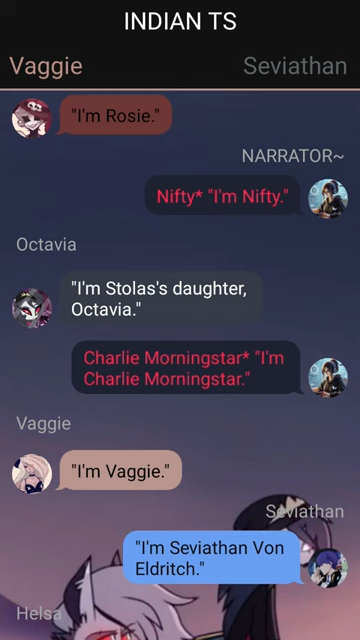 INDIAN TS
Vaggie
Seviathan
"I'm Rosie."
NARRATOR~
Nifty* "I'm Nifty."
Octavia
"I'm Stolas's daughter,
Octavia."
Charlie Morningstar* "I'm
Charlie Morningstar."
Vaggie
"I'm Vaggie."
Seviathan
"I'm Seviathan Von
Eldritch."
Helsa